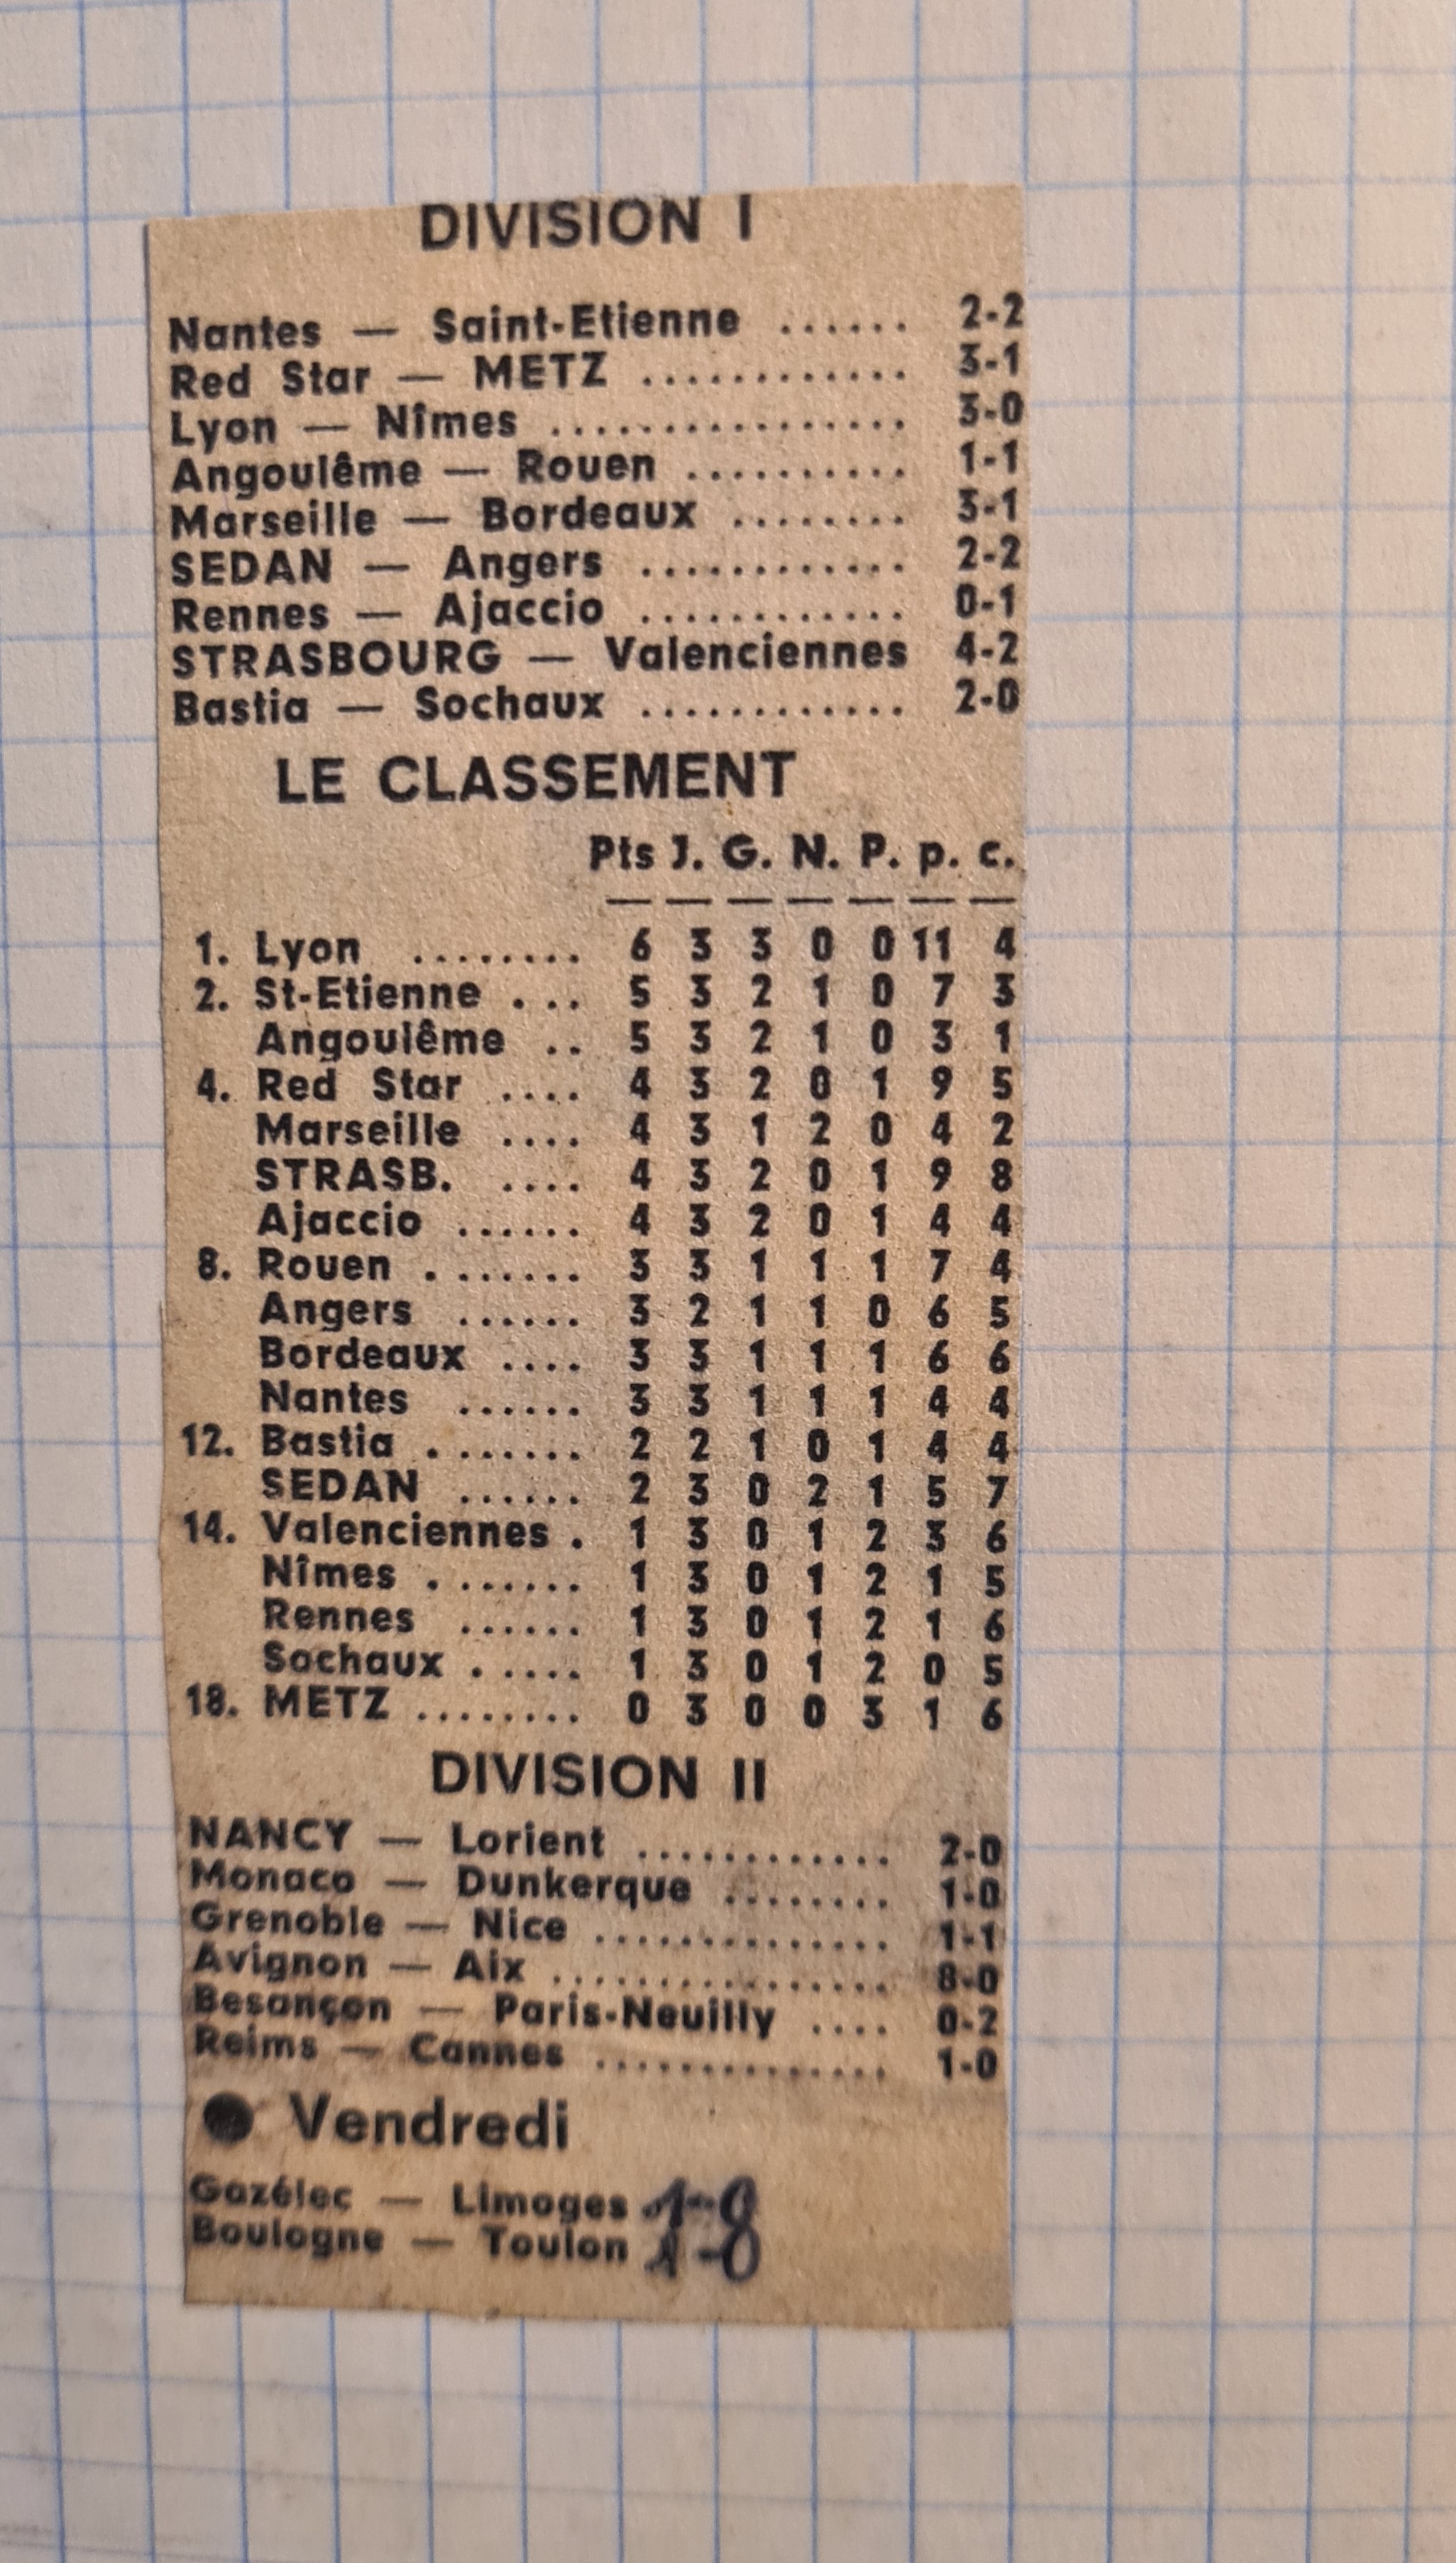 DIVISION I
Nantes — Saint-Etienne ...... 2-2
Red Star — METZ ............ 3-1
Lyon — Nîmes ................ 3-0
Angoulême — Rouen .......... 1-1
Marseille — Bordeaux ........ 3-1
SEDAN — Angers ............ 2-2
Rennes — Ajaccio ............ 0-1
STRASBOURG — Valenciennes 4-2
Bastia — Sochaux ............ 2-0
LE CLASSEMENT
Pts J. G. N. P. p. c.
1. Lyon ........ 6 3 3 0 0 11 4
2. St-Etienne ... 5 3 2 1 0 7 3
Angoulême .. 5 3 2 1 0 3 1
4. Red Star .... 4 3 2 0 1 9 5
Marseille .... 4 3 1 2 0 4 2
STRASB. .... 4 3 2 0 1 9 8
Ajaccio ...... 4 3 2 0 1 4 4
8. Rouen ........ 3 3 1 1 1 7 4
Angers ...... 3 2 1 1 0 6 5
Bordeaux .... 3 3 1 1 1 6 6
Nantes ...... 3 3 1 1 1 4 4
12. Bastia ........ 2 2 1 0 1 4 4
SEDAN ...... 2 3 0 2 1 5 7
14. Valenciennes . 1 3 0 1 2 3 6
Nîmes ........ 1 3 0 1 2 1 5
Rennes ...... 1 3 0 1 2 1 6
Sochaux ..... 1 3 0 1 2 0 5
18. METZ ........ 0 3 0 0 3 1 6
DIVISION II
NANCY — Lorient ............ 2-0
Monaco — Dunkerque ........ 1-0
Grenoble — Nice .............. 1-1
Avignon — Aix ................ 8-0
Besançon — Paris-Neuilly .... 0-2
Reims — Cannes .............. 1-0
● Vendredi
Gazélec — Limoges 1-0
Boulogne — Toulon 1-0